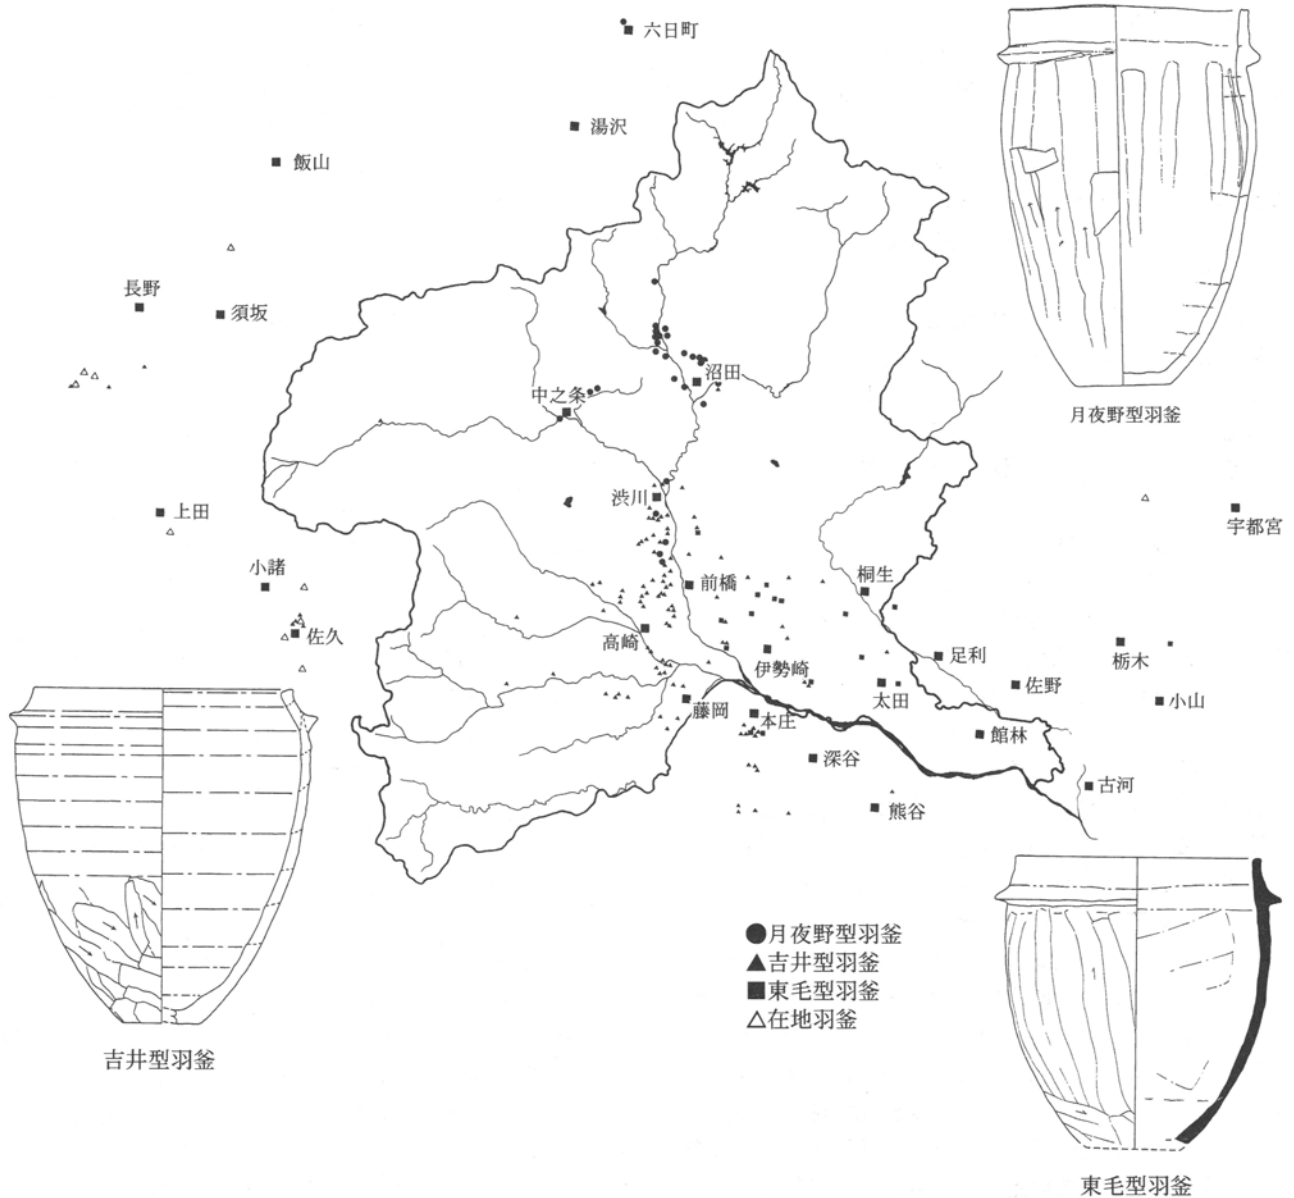 六日町
湯沢
飯山
長野
須坂
沼田
中之条
月夜野型羽釜
渋川
上田
宇都宮
小諸
前橋
桐生
佐久
高崎
伊勢崎
足利
栃木
太田
佐野
小山
藤岡
本庄
館林
深谷
古河
熊谷
●月夜野型羽釜
▲吉井型羽釜
■東毛型羽釜
△在地羽釜
吉井型羽釜
東毛型羽釜